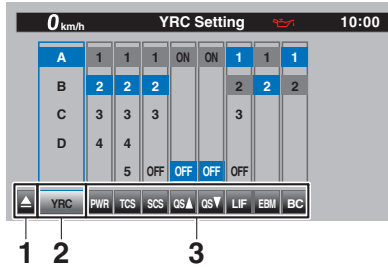 0 km/h YRC Setting 10:00
A 1 1 1 ON ON 1 1 1
B 2 2 2 2 2 2
C 3 3 3 3
D 4 4
5 OFF OFF OFF OFF
YRC PWR TCS SCS QS▲ QS▼ LIF EBM BC
1 2 3